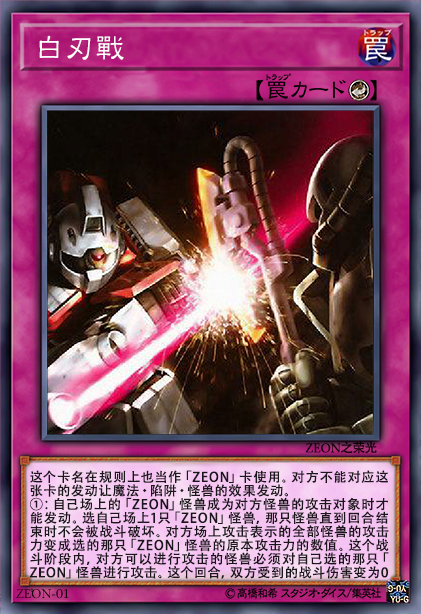 白刃戰
トラップ
罠
トラップ
【罠カード】
ZEON之荣光
这个卡名在规则上也当作「ZEON」卡使用。对方不能对应这
张卡的发动让魔法·陷阱·怪兽的效果发动。
①：自己场上的「ZEON」怪兽成为对方怪兽的攻击对象时才
能发动。选自己场上1只「ZEON」怪兽，那只怪兽直到回合结
束时不会被战斗破坏。对方场上攻击表示的全部怪兽的攻击
力变成选的那只「ZEON」怪兽的原本攻击力的数值。这个战
斗阶段内，对方可以进行攻击的怪兽必须对自己选的那只「
ZEON」怪兽进行攻击。这个回合，双方受到的战斗伤害变为0
ZEON-01
©高橋和希 スタジオ·ダイス/集英社